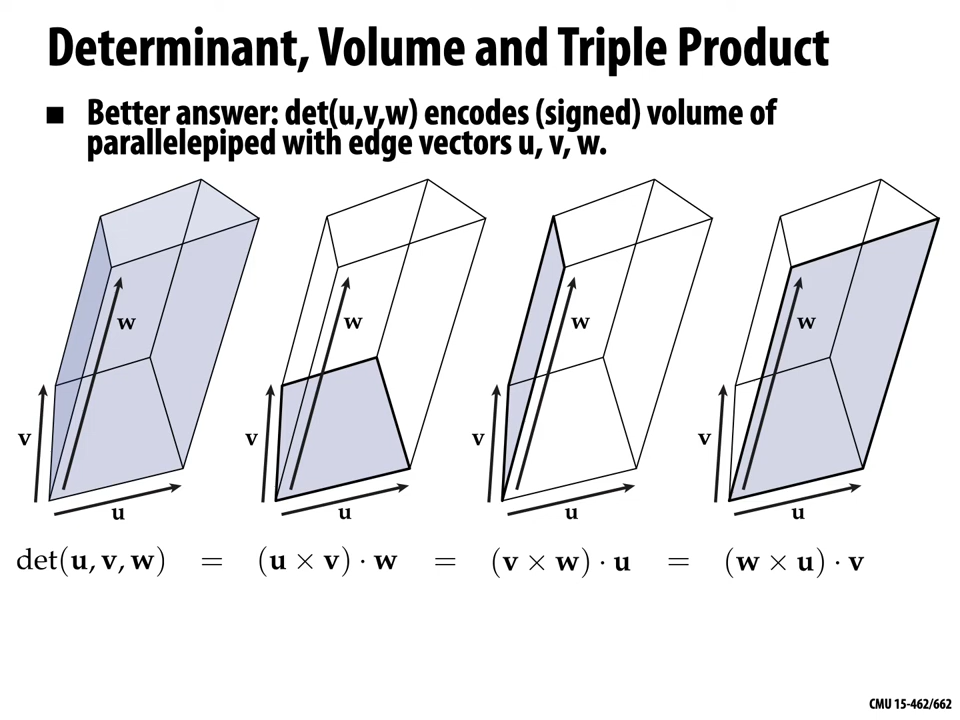 Determinant, Volume and Triple Product
■ Better answer: det(u,v,w) encodes (signed) volume of
parallelepiped with edge vectors u, v, w.
w w w w
v v v v
u u u u
det(u, v, w) = (u × v) · w = (v × w) · u = (w × u) · v
CMU 15-462/662